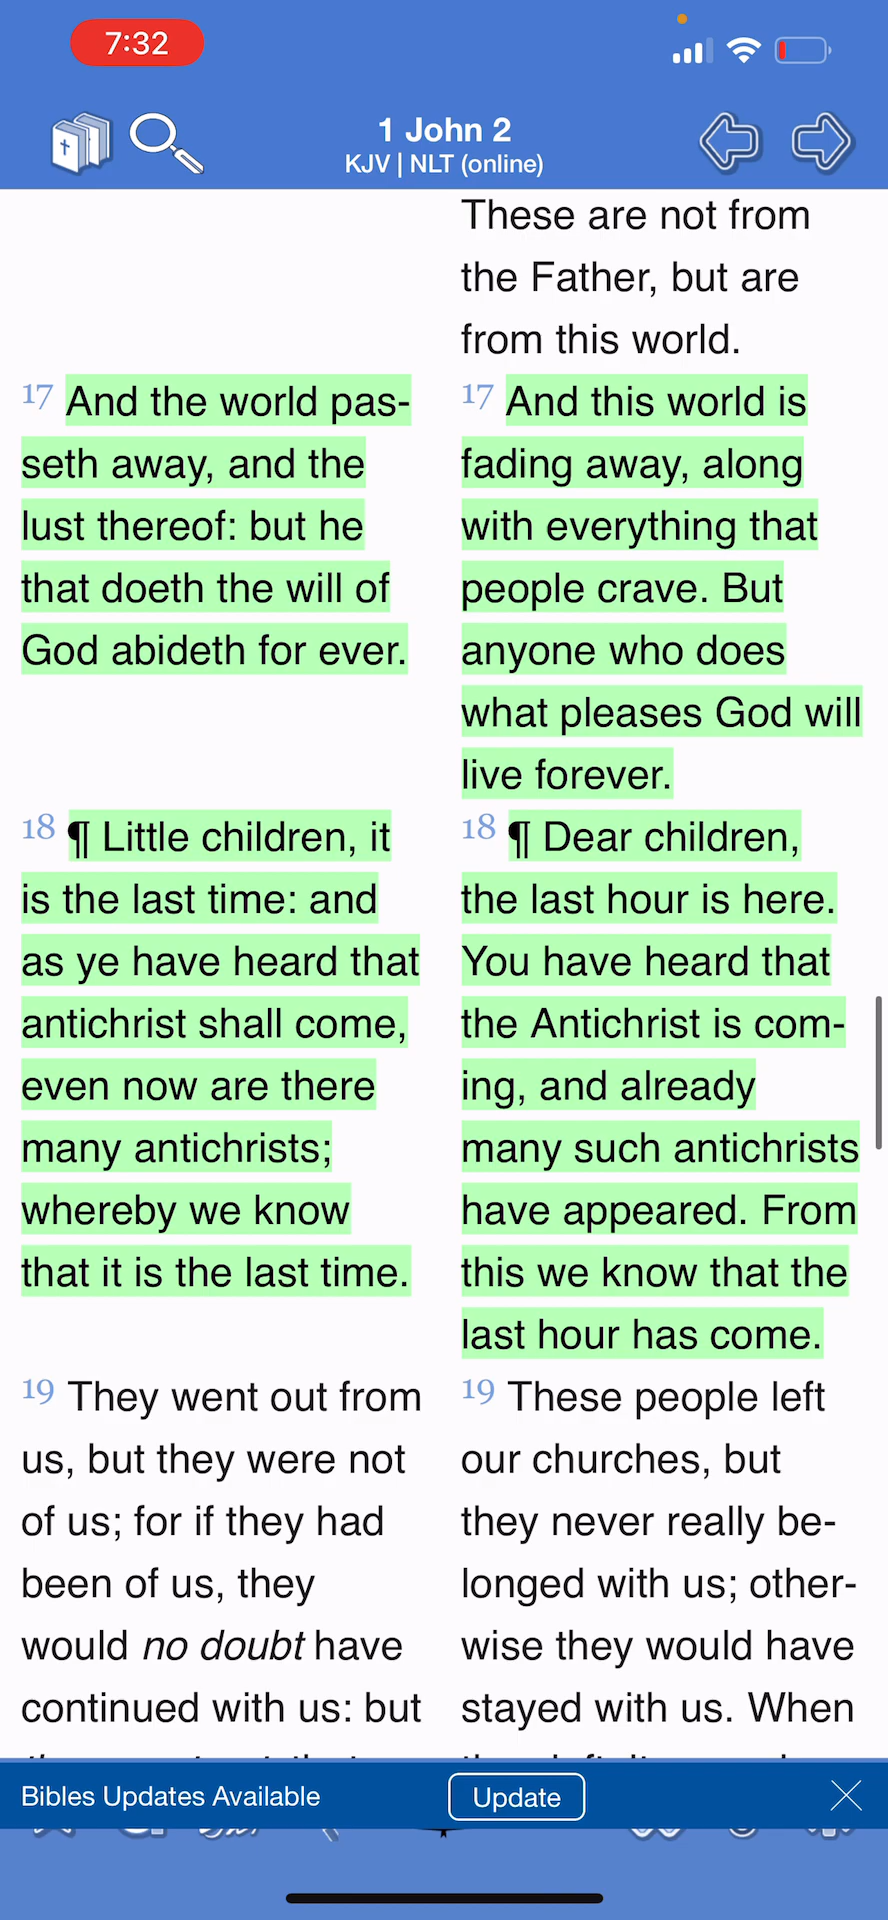 7:32
1 John 2
KJV | NLT (online)
These are not from
the Father, but are
from this world.
17 And the world pas-
seth away, and the
lust thereof: but he
that doeth the will of
God abideth for ever.
17 And this world is
fading away, along
with everything that
people crave. But
anyone who does
what pleases God will
live forever.
18 ¶ Little children, it
is the last time: and
as ye have heard that
antichrist shall come,
even now are there
many antichrists;
whereby we know
that it is the last time.
18 ¶ Dear children,
the last hour is here.
You have heard that
the Antichrist is com-
ing, and already
many such antichrists
have appeared. From
this we know that the
last hour has come.
19 They went out from
us, but they were not
of us; for if they had
been of us, they
would no doubt have
continued with us: but
19 These people left
our churches, but
they never really be-
longed with us; other-
wise they would have
stayed with us. When
Bibles Updates Available
Update